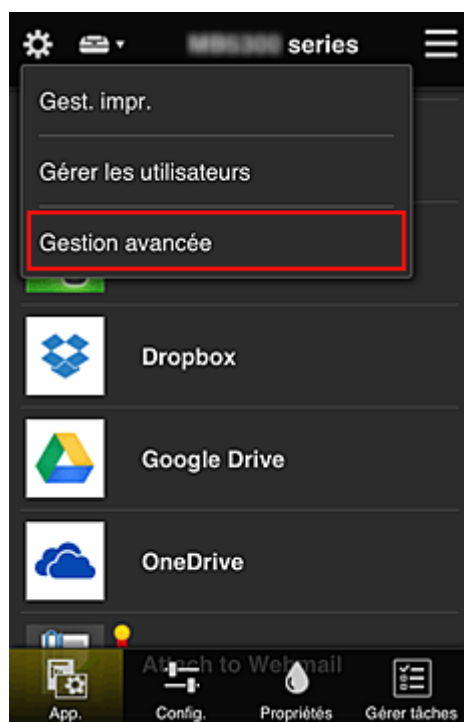 series
Gest. impr.
Gérer les utilisateurs
Gestion avancée
Dropbox
Google Drive
OneDrive
Attach to Webmail
App.
Config.
Propriétés
Gérer tâches